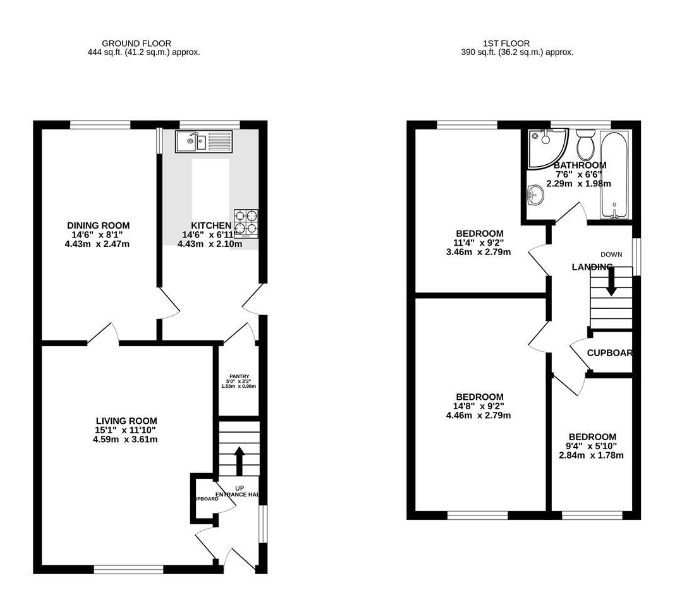 GROUND FLOOR
444 sq.ft. (41.2 sq.m.) approx.
1ST FLOOR
390 sq.ft. (36.2 sq.m.) approx.
DINING ROOM
14'6" x 8'1"
4.43m x 2.47m
KITCHEN
14'6" x 6'11"
4.43m x 2.10m
PANTRY
5'0" x 3'2"
1.53m x 0.96m
LIVING ROOM
15'1" x 11'10"
4.59m x 3.61m
UP
ENTRANCE HAL
UPBOARD
BATHROOM
7'6" x 6'6"
2.29m x 1.98m
BEDROOM
11'4" x 9'2"
3.46m x 2.79m
DOWN
LANDING
CUPBOAR
BEDROOM
14'8" x 9'2"
4.46m x 2.79m
BEDROOM
9'4" x 5'10"
2.84m x 1.78m